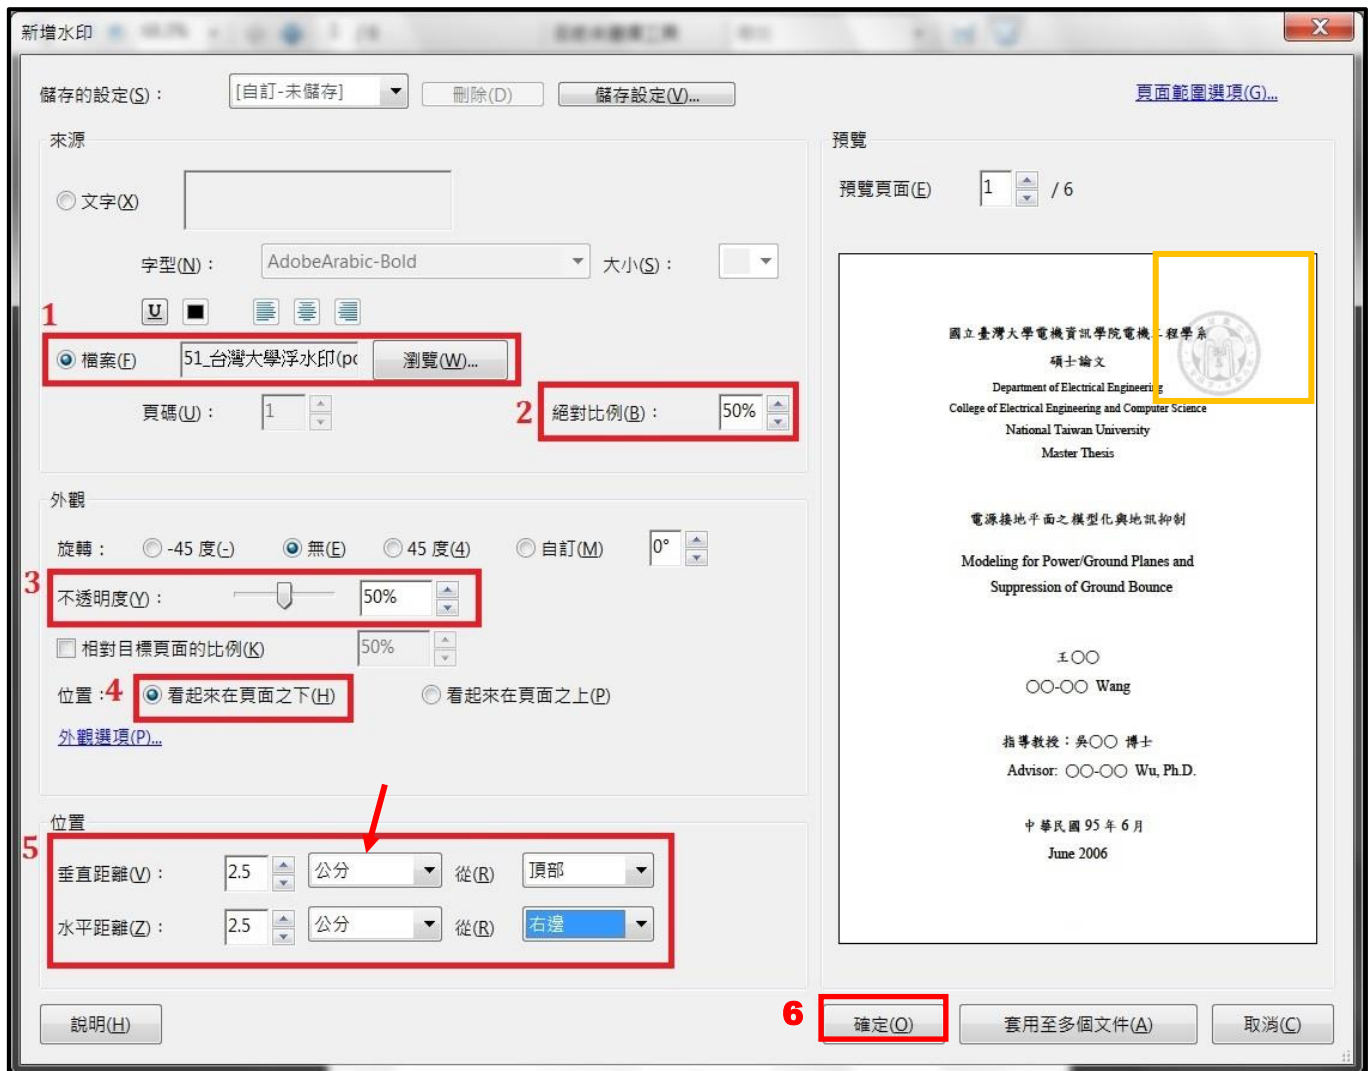 新增水印
儲存的設定(S)：
[自訂-未儲存]
刪除(D)
儲存設定(V)...
頁面範圍選項(G)...
來源
文字(X)
字型(N)：
AdobeArabic-Bold
大小(S)：
U
1
檔案(F)
51_台灣大學浮水印(pc
瀏覽(W)...
頁碼(U)：
1
2
絕對比例(B)：
50%
外觀
旋轉：
-45 度(-)
無(E)
45 度(4)
自訂(M)
0°
3
不透明度(Y)：
50%
相對目標頁面的比例(K)
50%
位置：
4
看起來在頁面之下(H)
看起來在頁面之上(P)
外觀選項(P)...
位置
5
垂直距離(V)：
2.5
公分
從(R)
頂部
水平距離(Z)：
2.5
公分
從(R)
右邊
預覽
預覽頁面(E)
1
/ 6
國立臺灣大學電機資訊學院電機工程學系
碩士論文
Department of Electrical Engineering
College of Electrical Engineering and Computer Science
National Taiwan University
Master Thesis
電源接地平面之模型化與地訊抑制
Modeling for Power/Ground Planes and
Suppression of Ground Bounce
王〇〇
〇〇-〇〇 Wang
指導教授：吳〇〇 博士
Advisor: 〇〇-〇〇 Wu, Ph.D.
中華民國 95 年 6 月
June 2006
說明(H)
6
確定(O)
套用至多個文件(A)
取消(C)